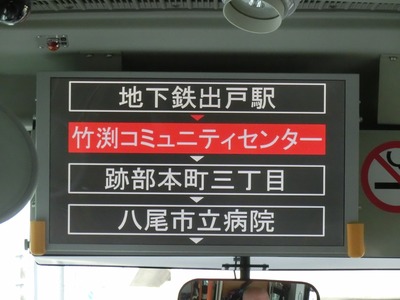 地下鉄出戸駅
竹渕コミュニティセンター
跡部本町三丁目
八尾市立病院